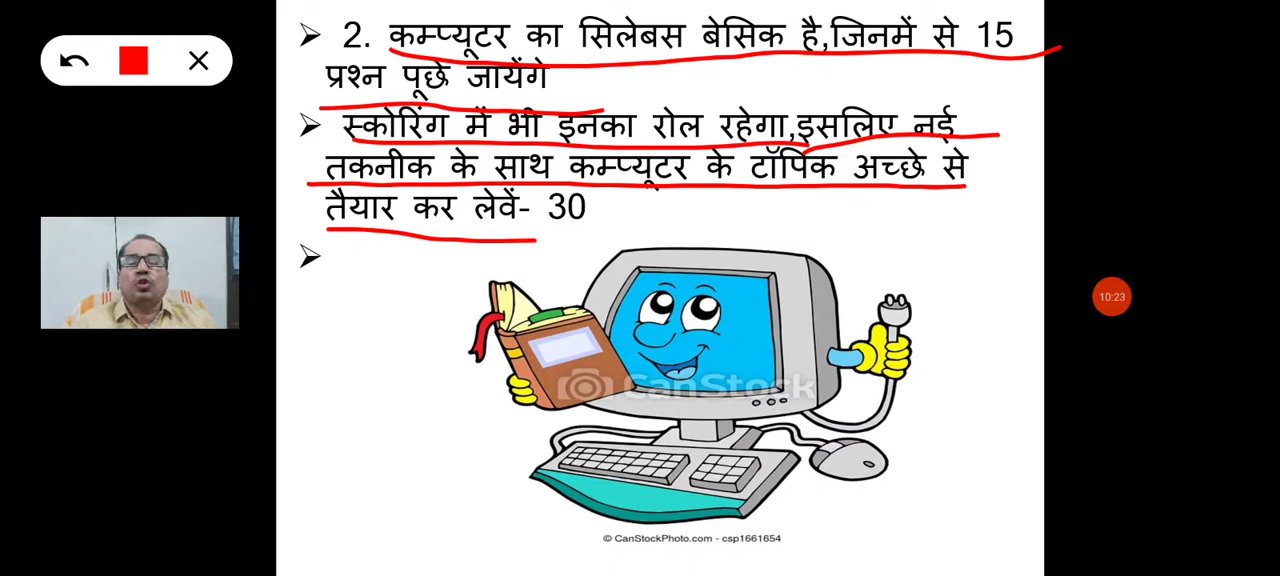 2. कम्प्यूटर का सिलेबस बेसिक है,जिनमें से 15
प्रश्न पूछे जायेंगे
स्कोरिंग में भी इनका रोल रहेगा,इसलिए नई
तकनीक के साथ कम्प्यूटर के टॉपिक अच्छे से
तैयार कर लेवें- 30
10:23
CanStock
© CanStockPhoto.com - csp1661654